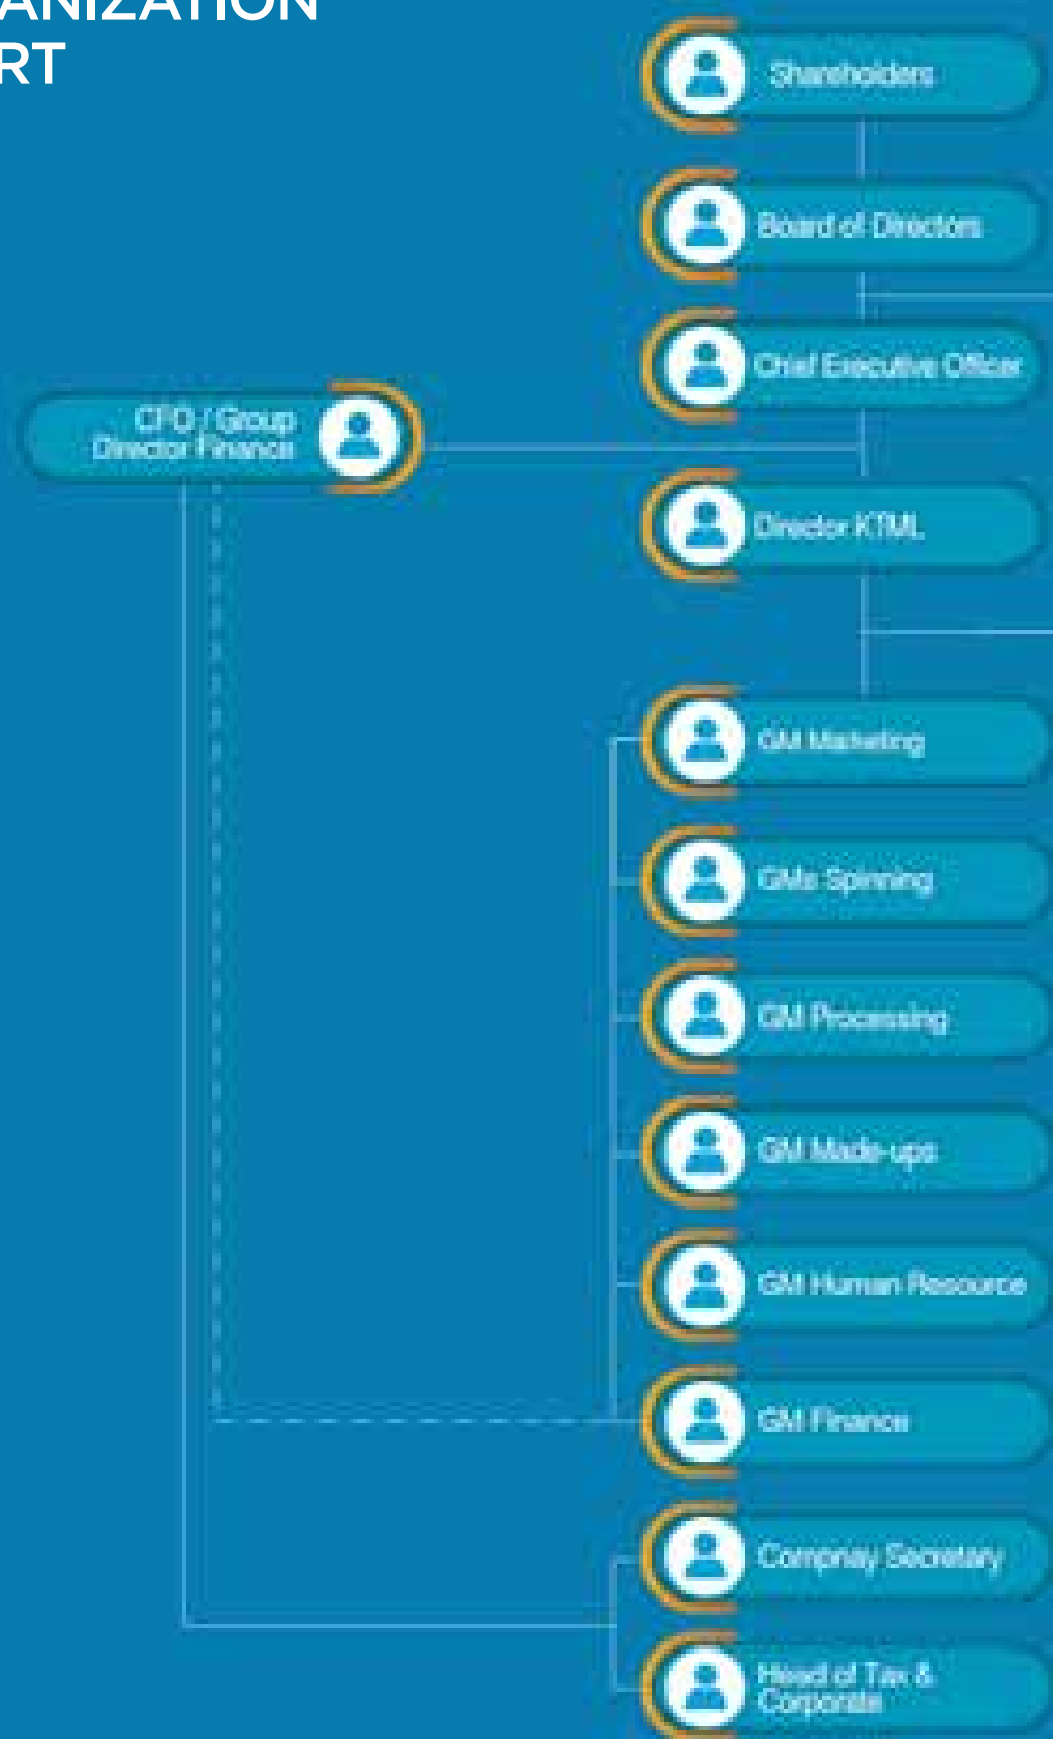 ANIZATION
RT
Shareholders
Board of Directors
Chief Executive Officer
CFO / Group
Director Finance
Director KTML
GM Marketing
GMs Spinning
GM Processing
GM Made-ups
GM Human Resource
GM Finance
Compnay Secretary
Head of Tax &
Corporate